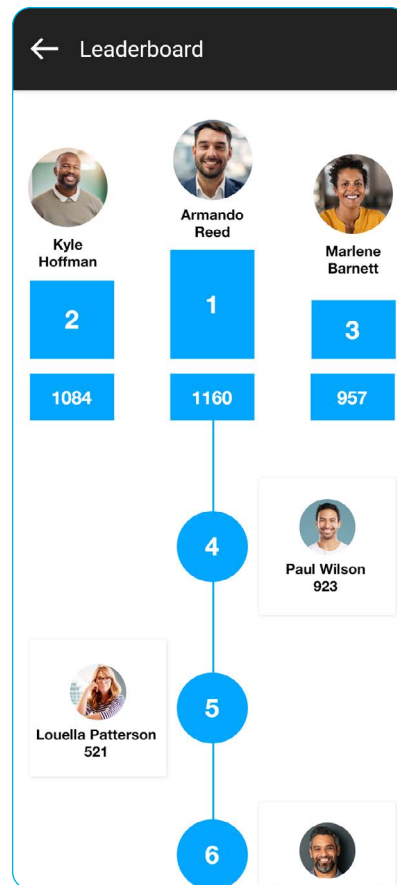 Leaderboard
Armando
Reed
Kyle
Hoffman
Marlene
Barnett
1
2
3
1084
1160
957
4
Paul Wilson
923
5
Louella Patterson
521
6